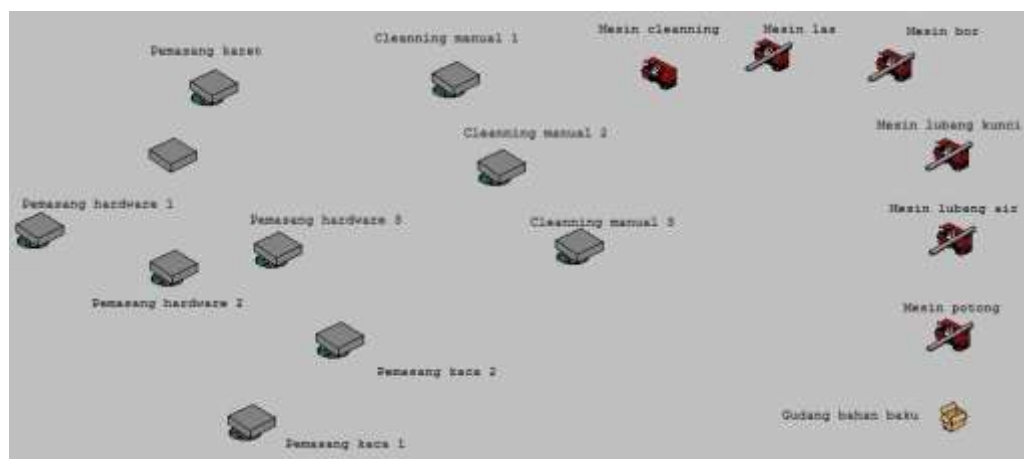 Mesin cleanning
Mesin las
Mesin bor
Cleanning manual 1
Pemasang karet
Mesin lubang kunci
Cleanning manual 2
Pemasang hardware 1
Mesin lubang air
Pemasang hardware 3
Cleanning manual 3
Pemasang hardware 2
Mesin potong
Pemasang kaca 2
Gudang bahan baku
Pemasang kaca 1